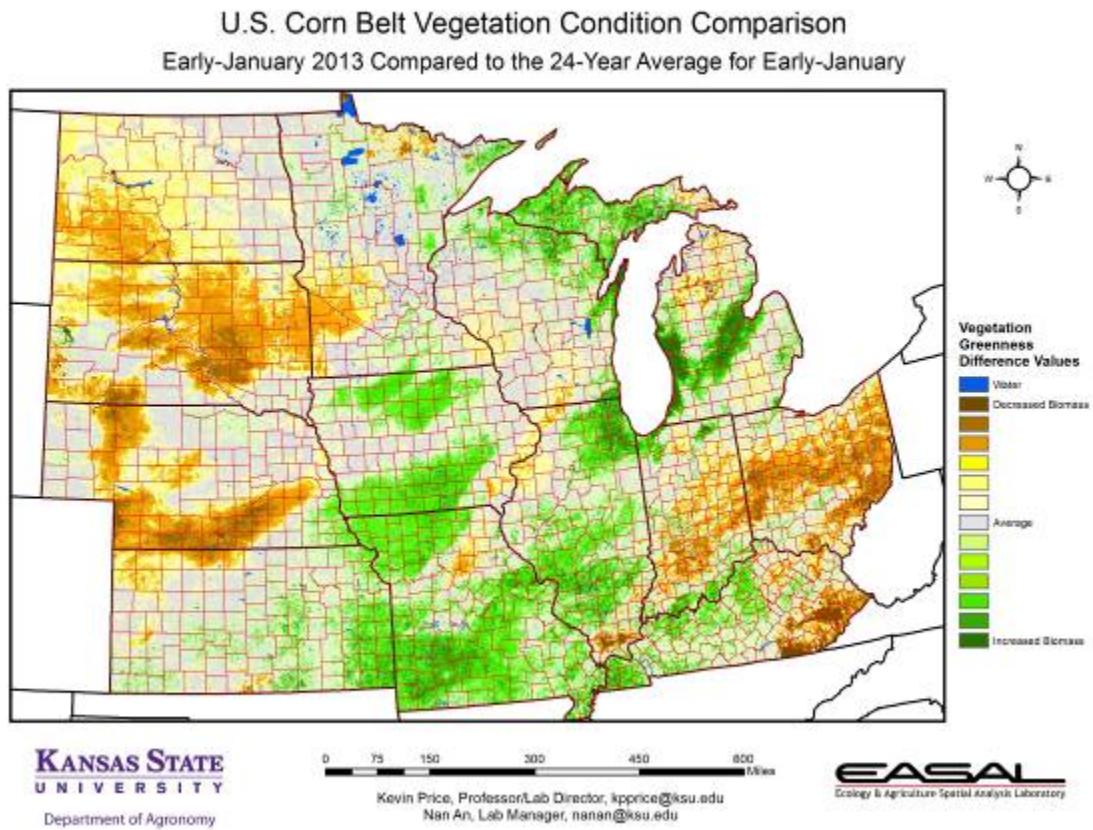 U.S. Corn Belt Vegetation Condition Comparison
Early-January 2013 Compared to the 24-Year Average for Early-January
N
W
E
S
Vegetation
Greenness
Difference Values
Water
Decreased Biomass
Average
Increased Biomass
KANSAS STATE
UNIVERSITY
Department of Agronomy
0 75 150 300 450 600
Miles
Kevin Price, Professor/Lab Director, kpprice@ksu.edu
Nan An, Lab Manager, nanan@ksu.edu
EASAL
Ecology & Agriculture Spatial Analysis Laboratory